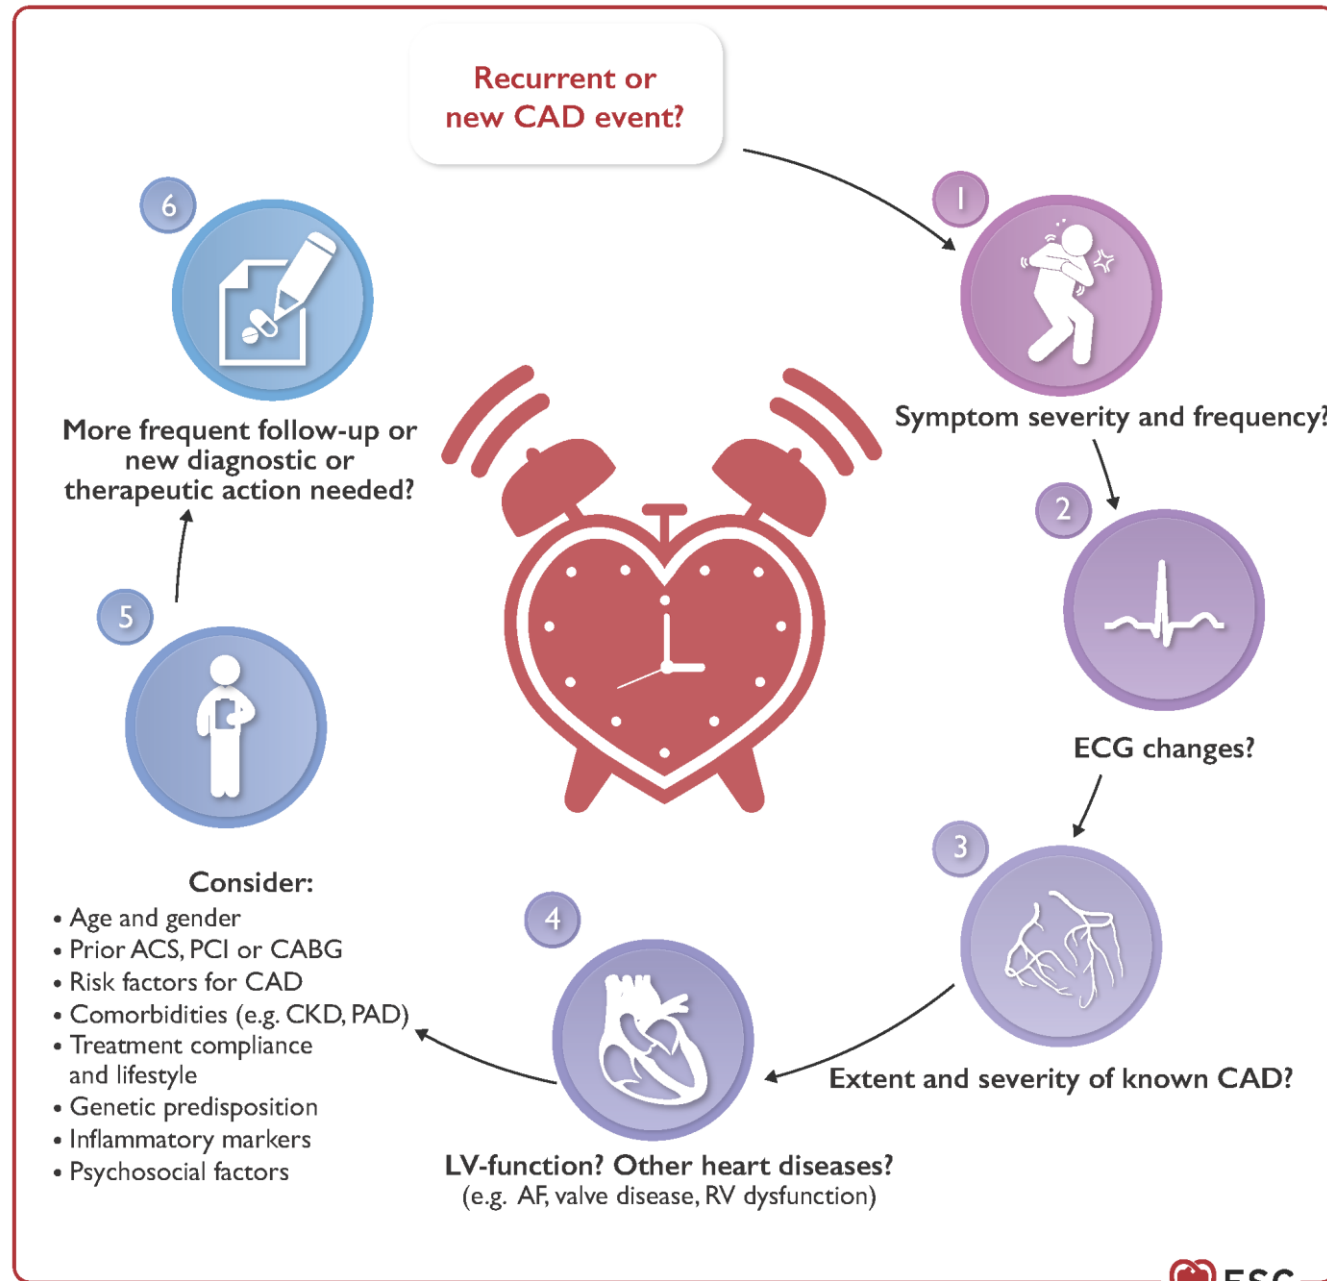 Recurrent or
new CAD event?
1
Symptom severity and frequency?
2
ECG changes?
3
Extent and severity of known CAD?
4
LV-function? Other heart diseases?
(e.g. AF, valve disease, RV dysfunction)
5
Consider:
• Age and gender
• Prior ACS, PCI or CABG
• Risk factors for CAD
• Comorbidities (e.g. CKD, PAD)
• Treatment compliance
and lifestyle
• Genetic predisposition
• Inflammatory markers
• Psychosocial factors
6
More frequent follow-up or
new diagnostic or
therapeutic action needed?
ESC